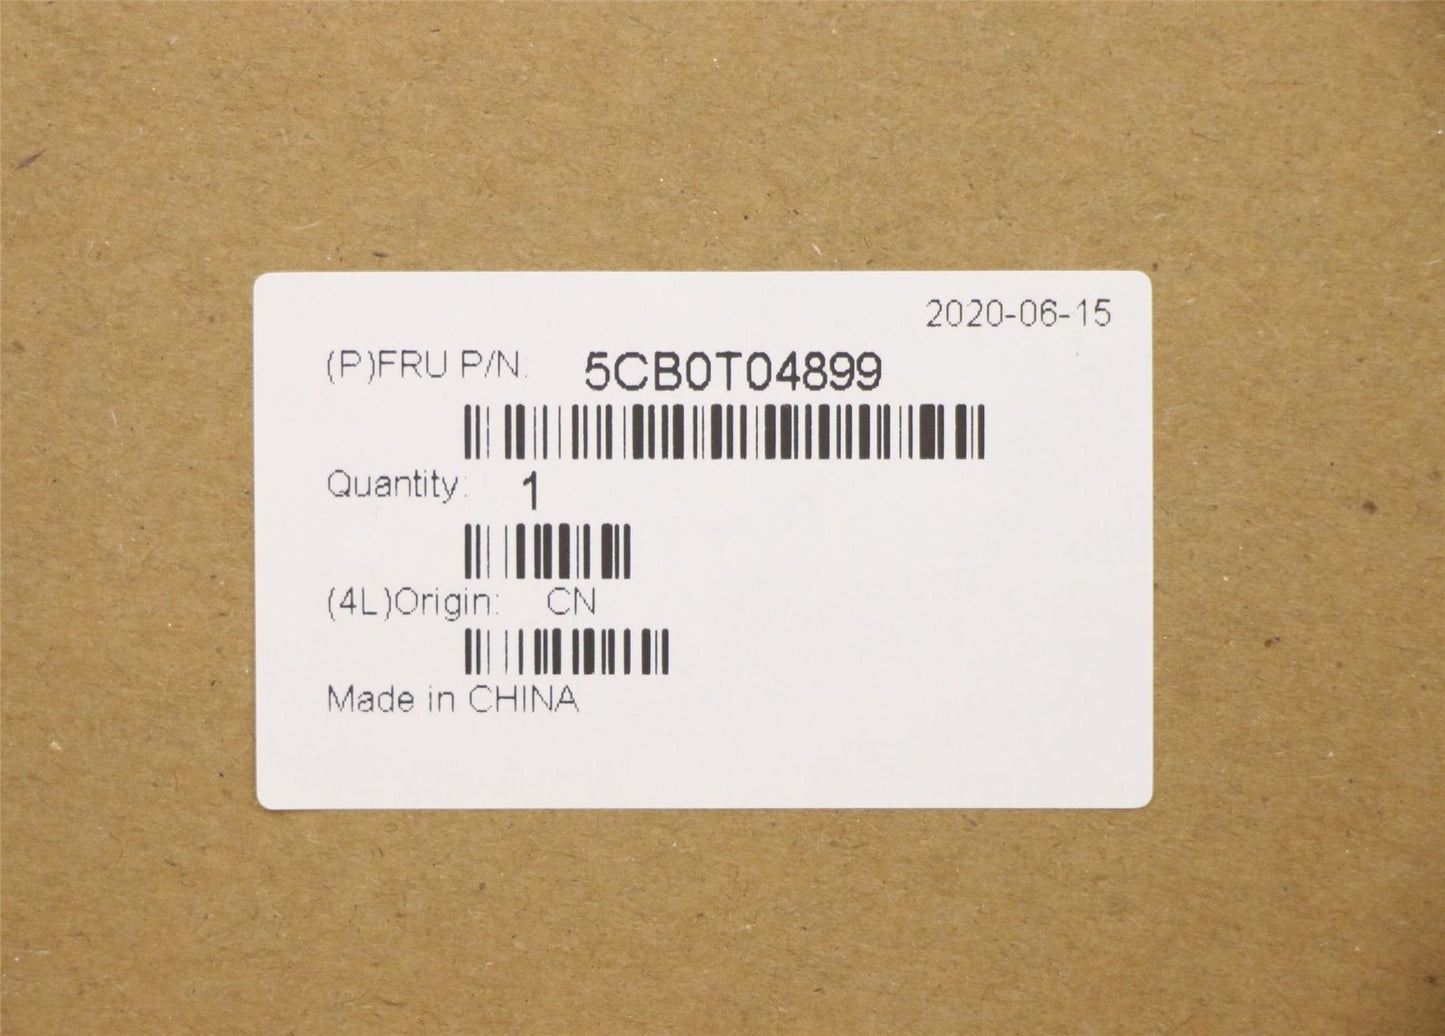 2020-06-15
(P)FRU P/N: 5CB0T04899
Quantity: 1
(4L)Origin: CN
Made in CHINA